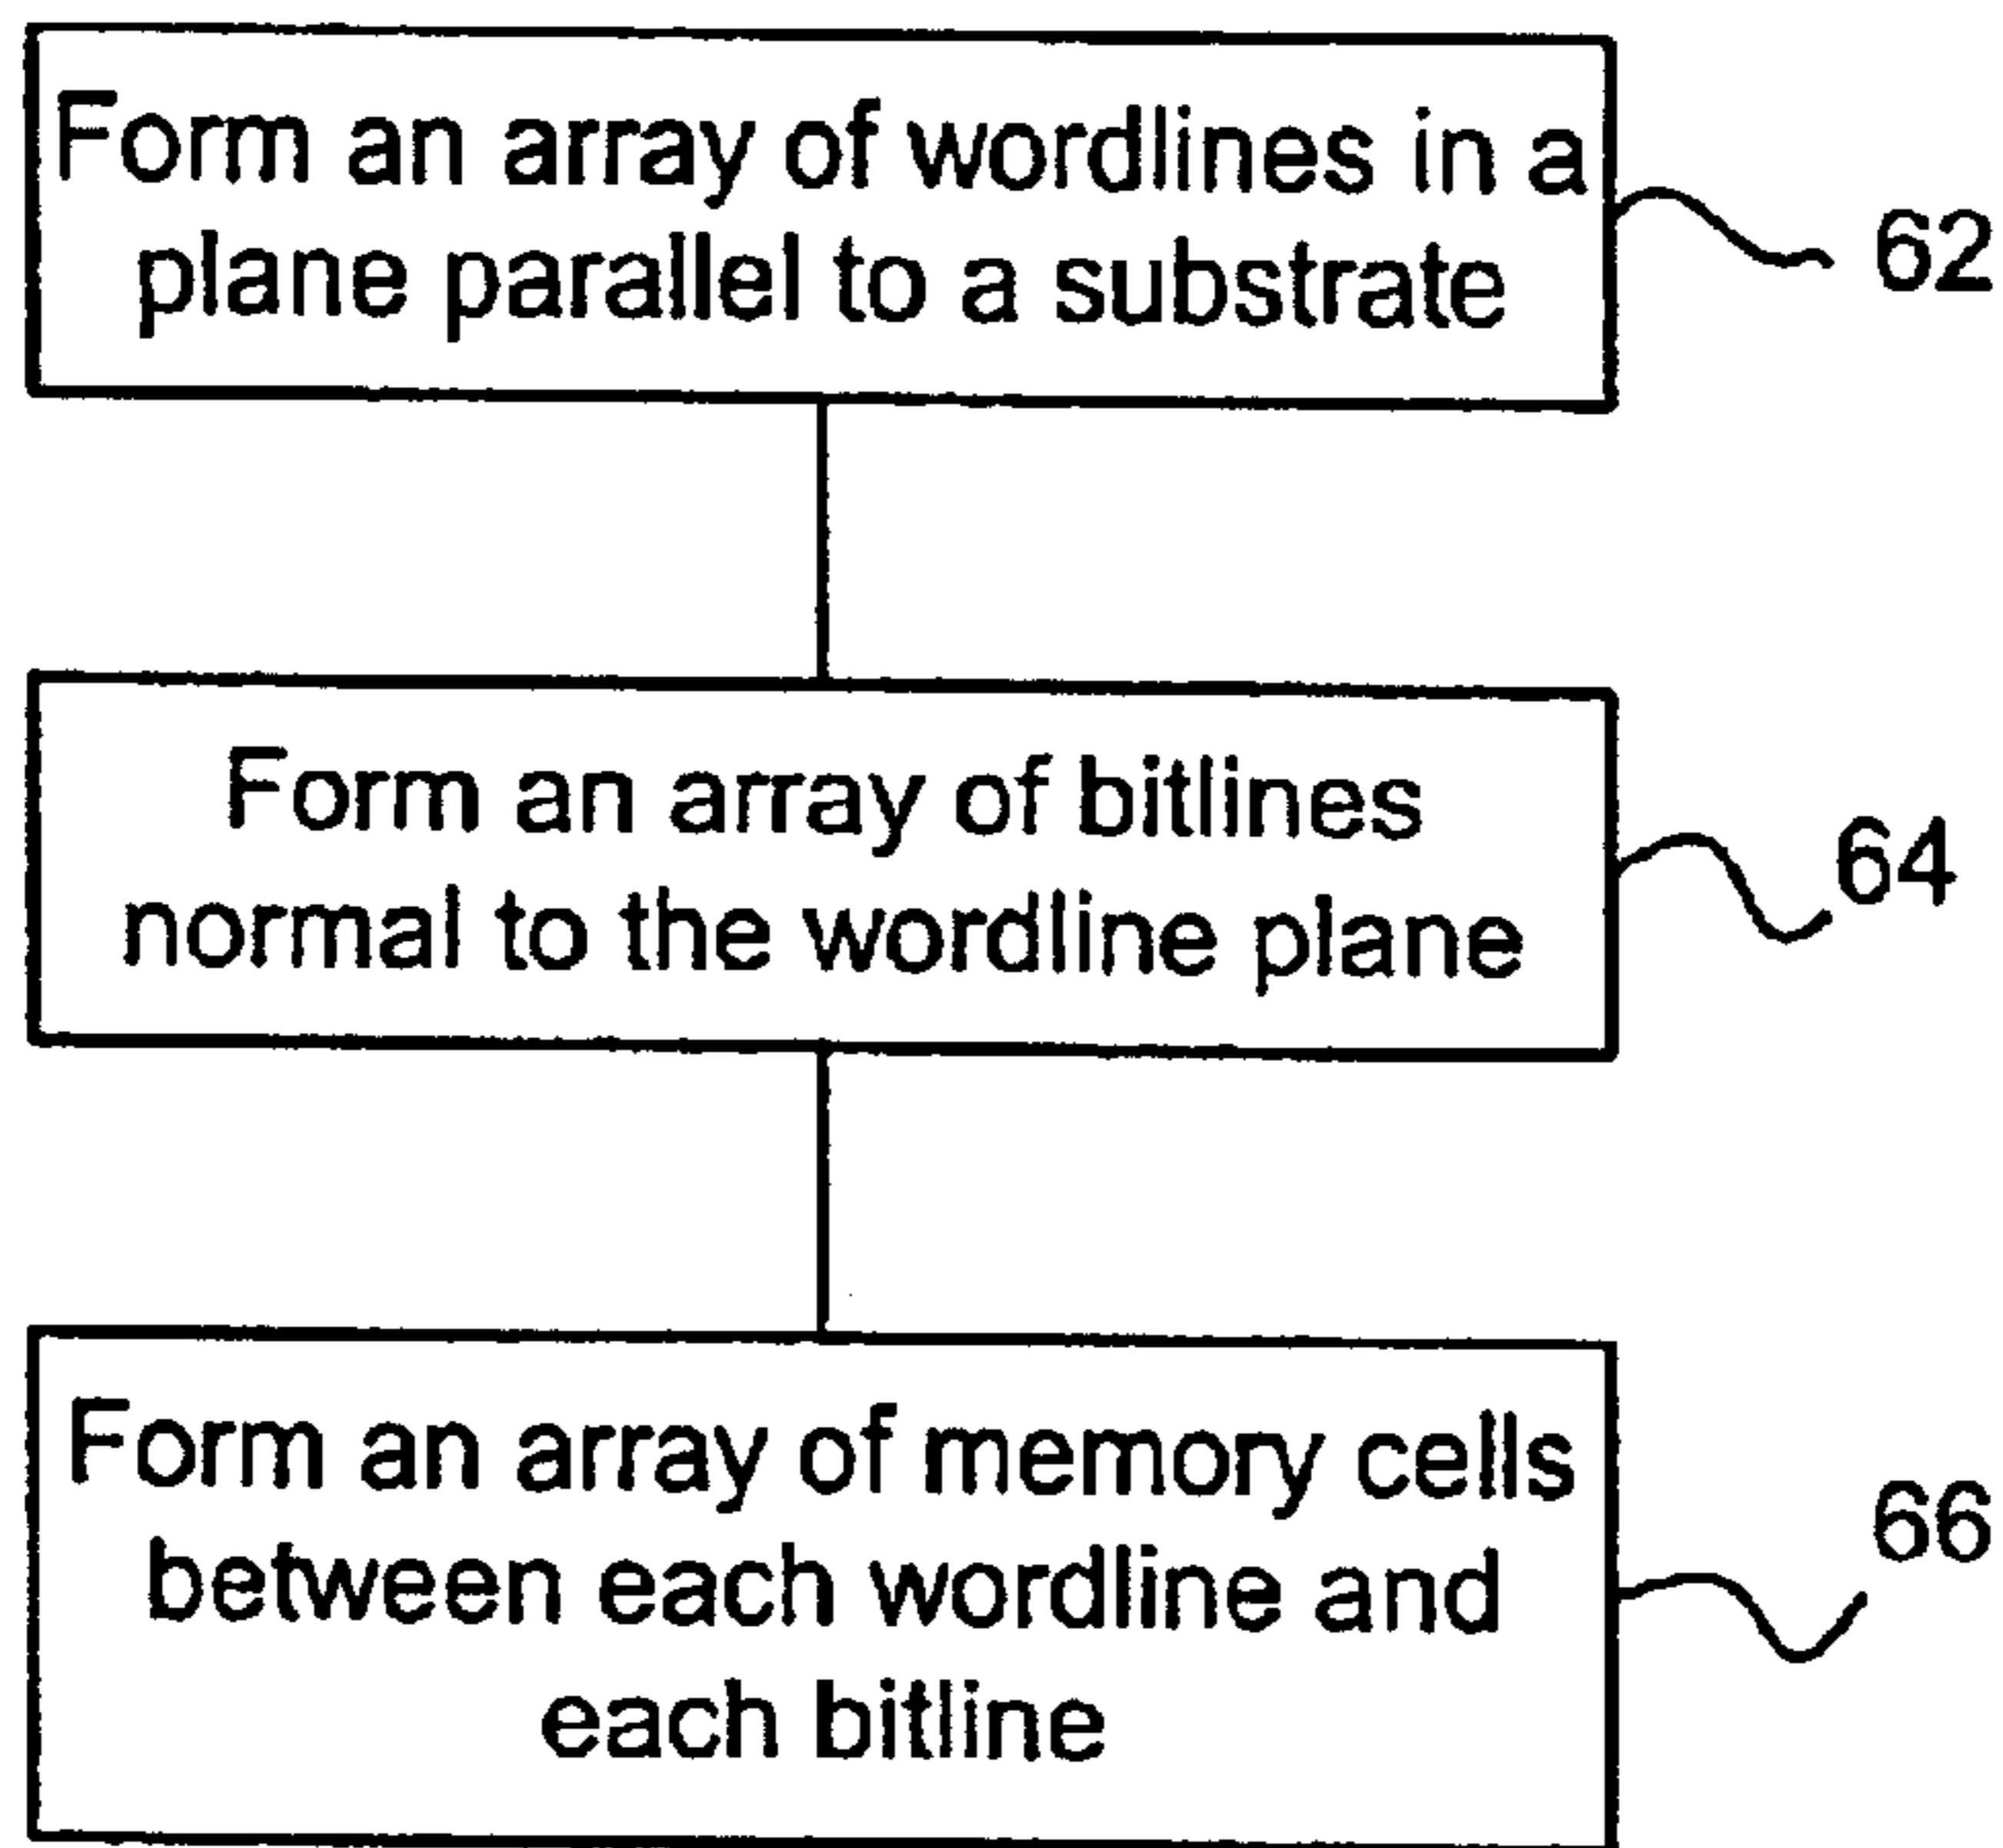 Form an array of wordlines in a
plane parallel to a substrate
62
Form an array of bitlines
normal to the wordline plane
64
Form an array of memory cells
between each wordline and
each bitline
66